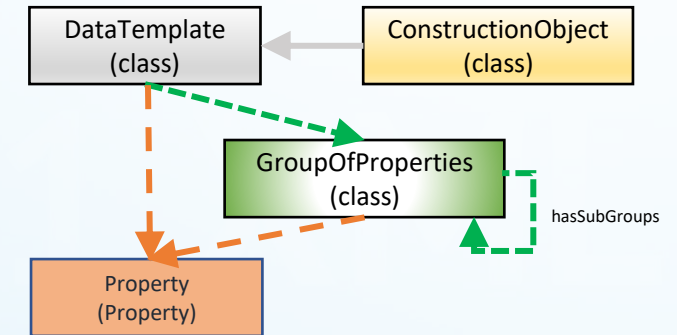 DataTemplate
(class)
ConstructionObject
(class)
GroupOfProperties
(class)
hasSubGroups
Property
(Property)